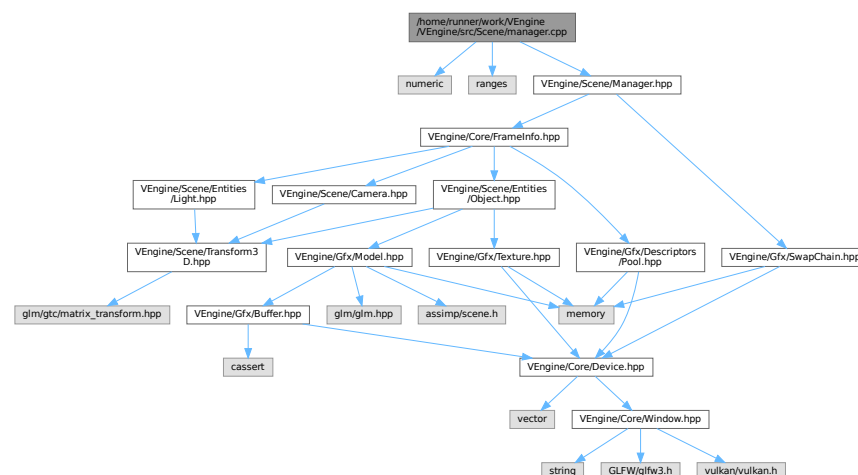 /home/runner/work/VEngine
/VEngine/src/Scene/manager.cpp
numeric
ranges
VEngine/Scene/Manager.hpp
VEngine/Core/FrameInfo.hpp
VEngine/Scene/Entities
/Light.hpp
VEngine/Scene/Camera.hpp
VEngine/Scene/Entities
/Object.hpp
VEngine/Scene/Transform3
D.hpp
VEngine/Gfx/Model.hpp
VEngine/Gfx/Texture.hpp
VEngine/Gfx/Descriptors
/Pool.hpp
VEngine/Gfx/SwapChain.hpp
glm/gtc/matrix_transform.hpp
VEngine/Gfx/Buffer.hpp
glm/glm.hpp
assimp/scene.h
memory
cassert
VEngine/Core/Device.hpp
vector
VEngine/Core/Window.hpp
string
GLFW/glfw3.h
vulkan/vulkan.h